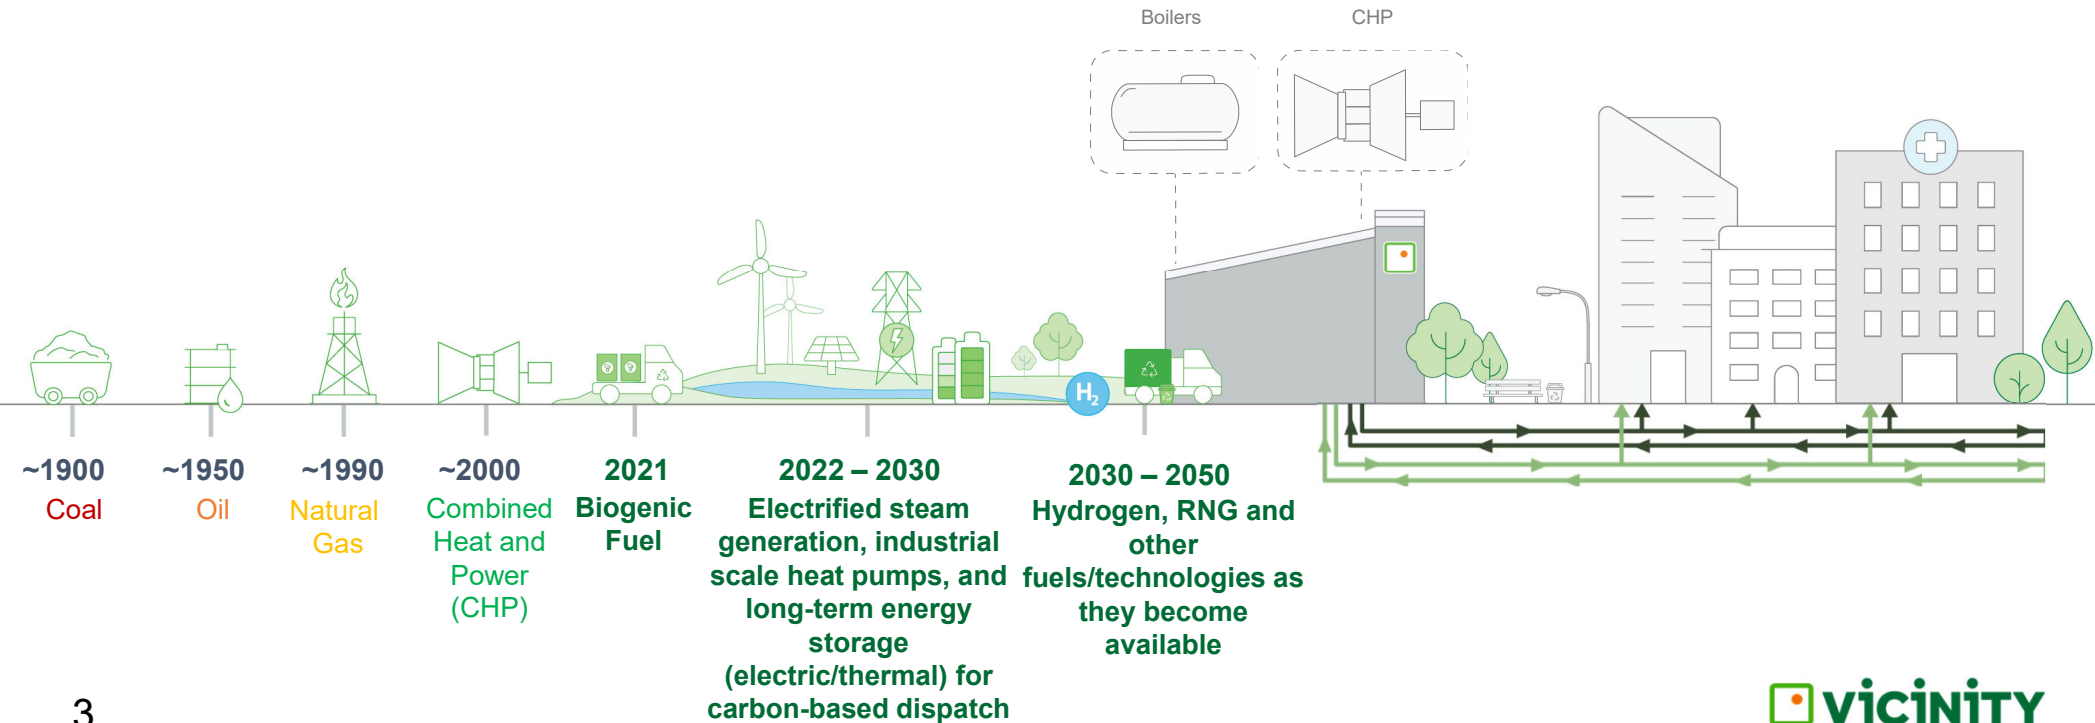 Boilers
CHP
H₂
~1900
Coal
~1950
Oil
~1990
Natural
Gas
~2000
Combined
Heat and
Power
(CHP)
2021
Biogenic
Fuel
2022 – 2030
Electrified steam
generation, industrial
scale heat pumps, and
long-term energy
storage
(electric/thermal) for
carbon-based dispatch
2030 – 2050
Hydrogen, RNG and
other
fuels/technologies as
they become
available
3
VICINITY